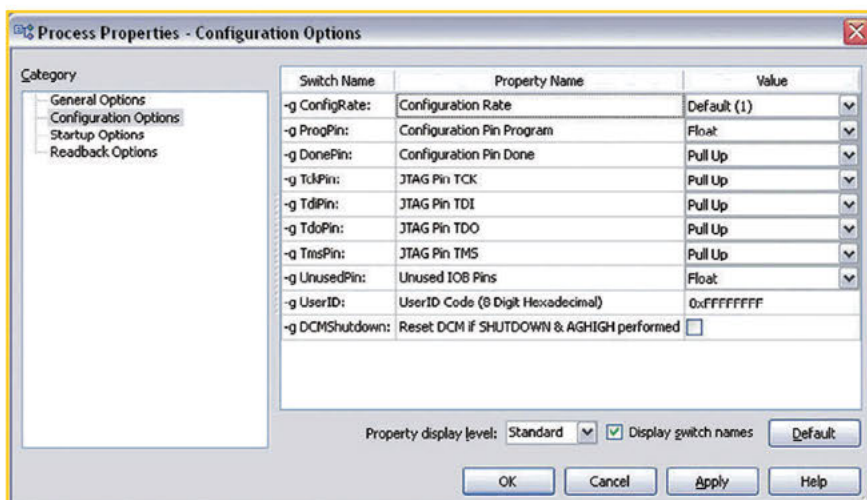 Process Properties - Configuration Options
Category
General Options
Configuration Options
Startup Options
Readback Options
Switch Name Property Name Value
-g ConfigRate: Configuration Rate Default (1)
-g ProgPin: Configuration Pin Program Float
-g DonePin: Configuration Pin Done Pull Up
-g TckPin: JTAG Pin TCK Pull Up
-g TdiPin: JTAG Pin TDI Pull Up
-g TdoPin: JTAG Pin TDO Pull Up
-g TmsPin: JTAG Pin TMS Pull Up
-g UnusedPin: Unused IOB Pins Float
-g UserID: UserID Code (8 Digit Hexadecimal) 0xFFFFFFFF
-g DCMShutdown: Reset DCM if SHUTDOWN & AGHIGH performed
Property display level: Standard Display switch names Default
OK Cancel Apply Help